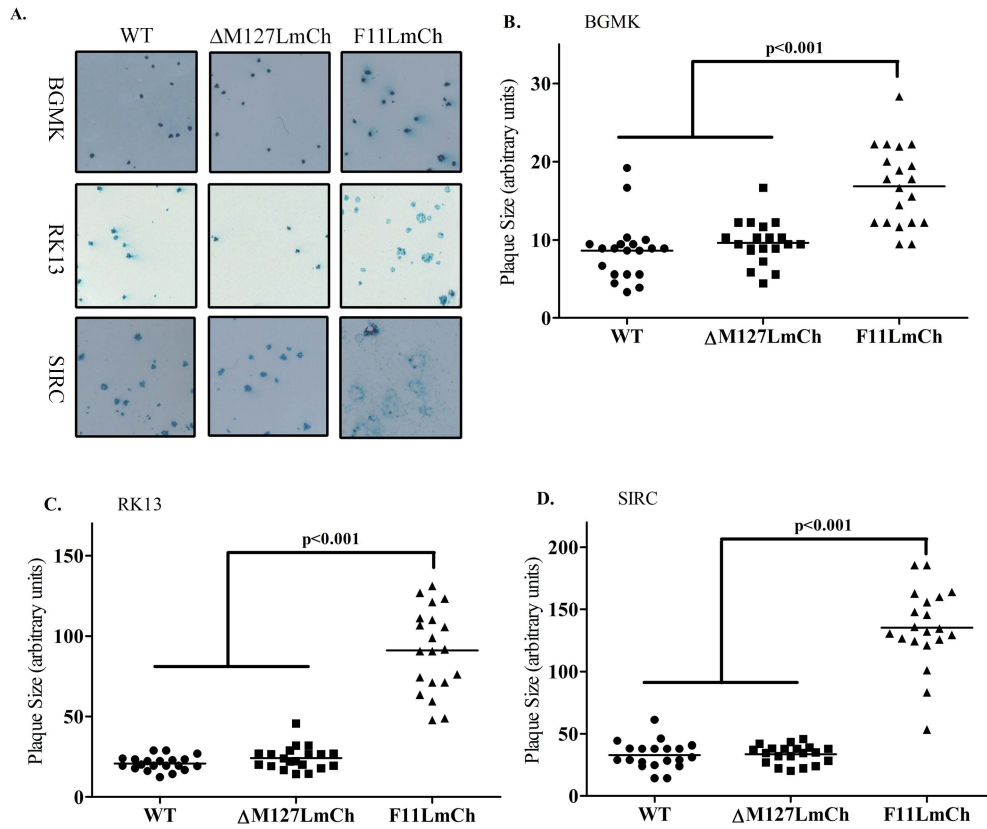 A.
WT ΔM127LmCh F11LmCh
BGMK
RK13
SIRC
B. BGMK
p<0.001
Plaque Size (arbitrary units)
30
20
10
0
WT ΔM127LmCh F11LmCh
C. RK13
p<0.001
Plaque Size (arbitrary units)
150
100
50
0
WT ΔM127LmCh F11LmCh
D. SIRC
p<0.001
Plaque Size (arbitrary units)
200
150
100
50
0
WT ΔM127LmCh F11LmCh